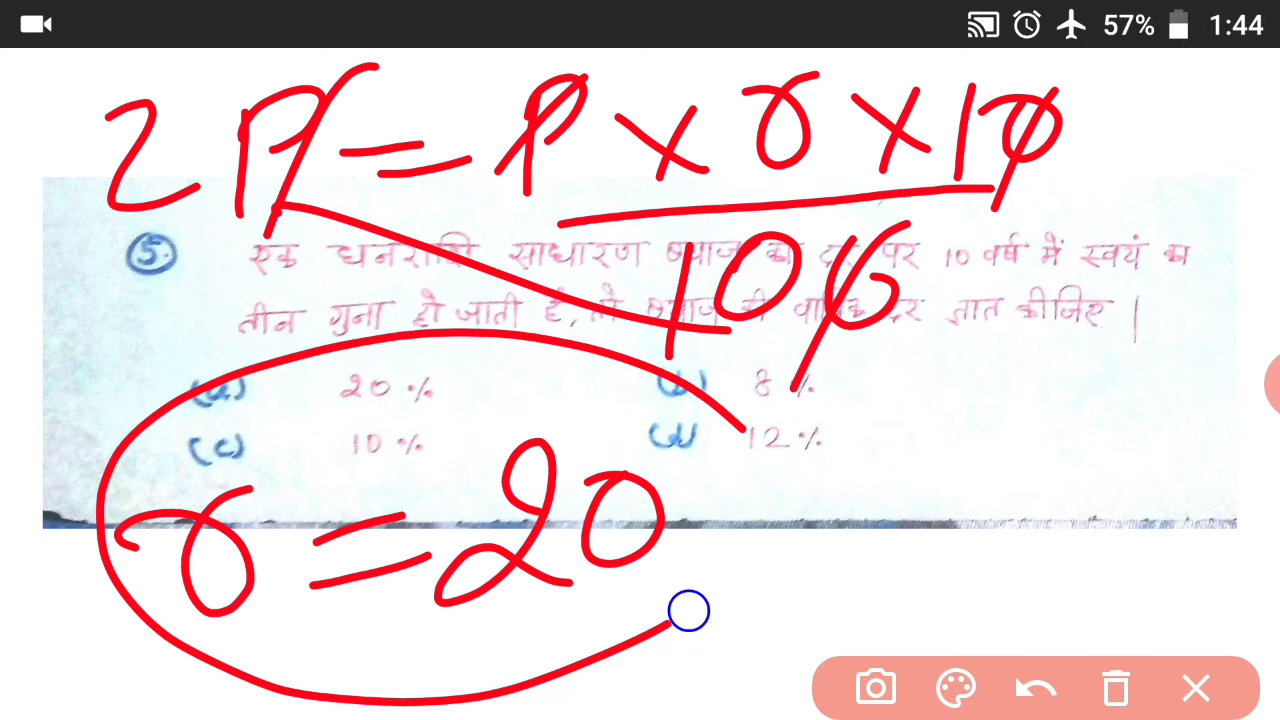 57% 1:44
2P = P × r × 10
100
5. एक धनराशि साधारण ब्याज की दर पर 10 वर्ष में स्वयं का
तीन गुना हो जाती है, तो ब्याज की वार्षिक दर ज्ञात कीजिए |
(a) 20 % (b) 8 %
(c) 10 % (d) 12 %
r = 20